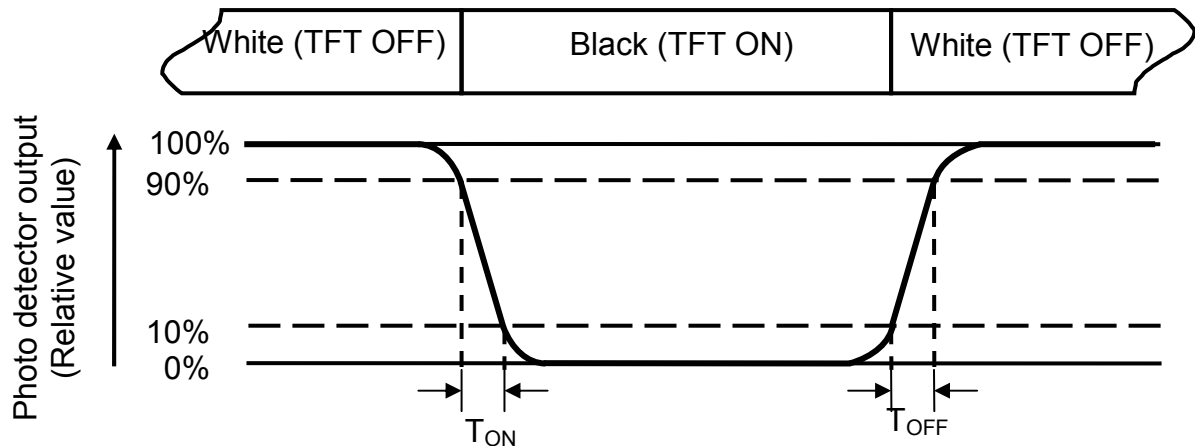 White (TFT OFF)
Black (TFT ON)
White (TFT OFF)
Photo detector output
(Relative value)
100%
90%
10%
0%
TON
TOFF